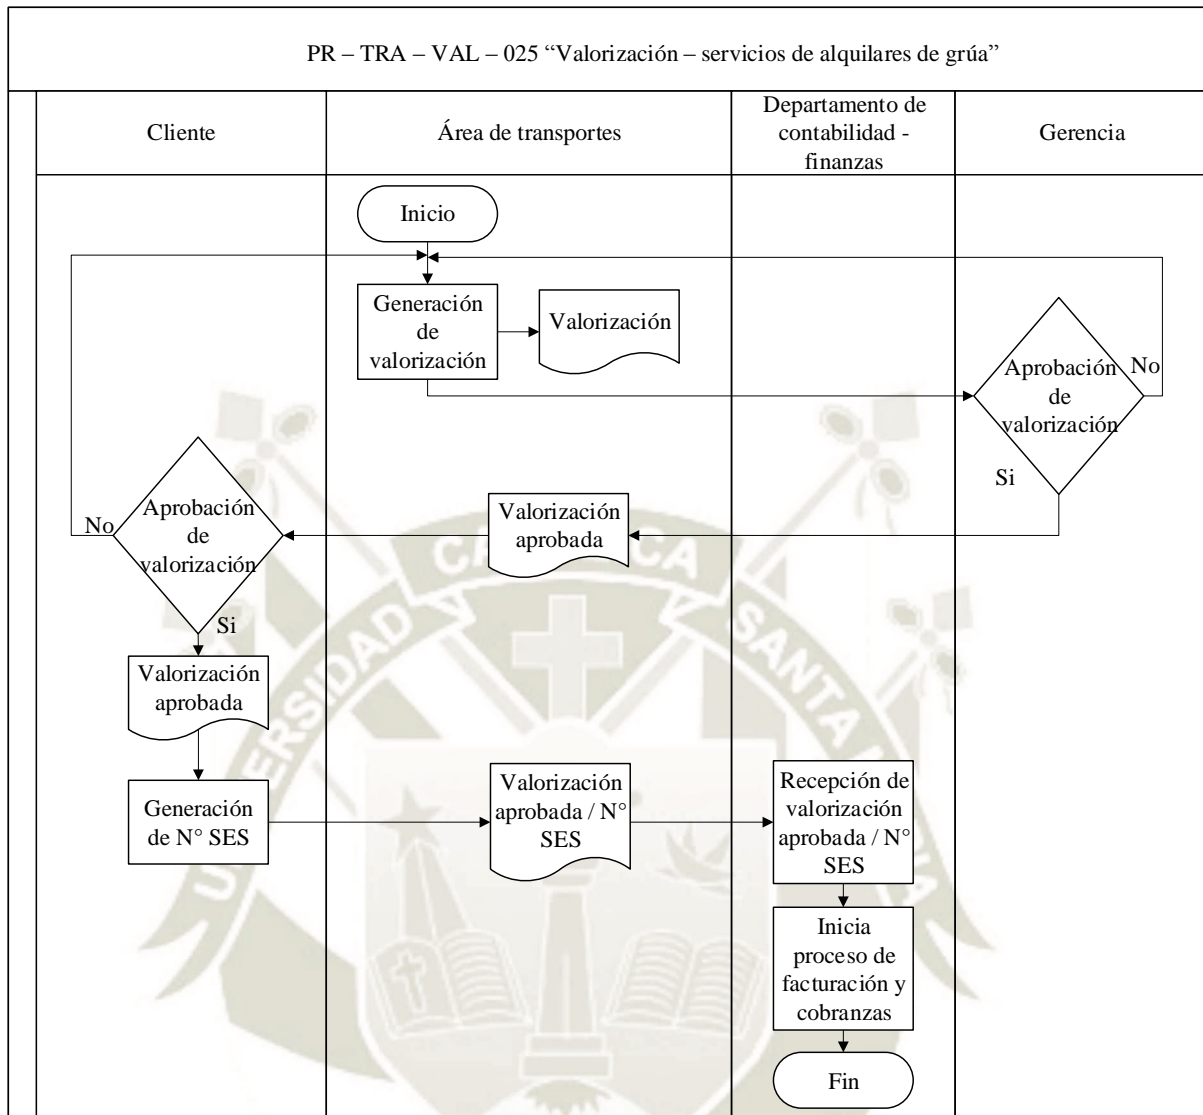 PR – TRA – VAL – 025 “Valorización – servicios de alquilares de grúa”
Cliente
Área de transportes
Departamento de
contabilidad -
finanzas
Gerencia
Inicio
Generación
de
valorización
Valorización
Aprobación
de
valorización
No
Si
Valorización
aprobada
Aprobación
de
valorización
No
Si
Valorización
aprobada
Generación
de N° SES
Valorización
aprobada / N°
SES
Recepción de
valorización
aprobada / N°
SES
Inicia
proceso de
facturación y
cobranzas
Fin